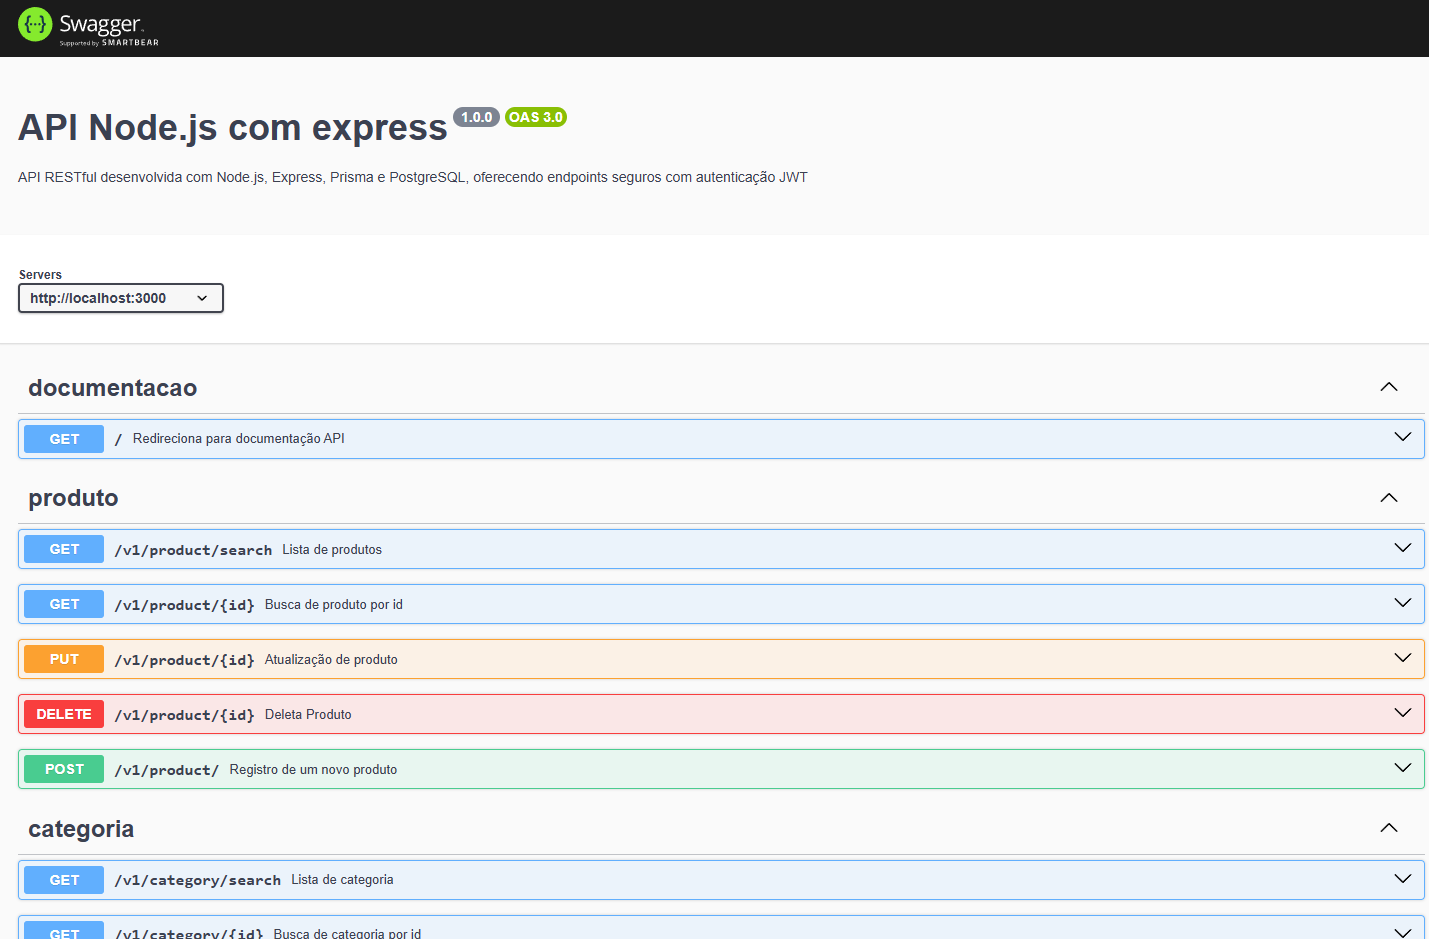 Swagger
Supported by SMARTBEAR
API Node.js com express 1.0.0 OAS 3.0
API RESTful desenvolvida com Node.js, Express, Prisma e PostgreSQL, oferecendo endpoints seguros com autenticação JWT
Servers
http://localhost:3000
documentacao
GET / Redireciona para documentação API
produto
GET /v1/product/search Lista de produtos
GET /v1/product/{id} Busca de produto por id
PUT /v1/product/{id} Atualização de produto
DELETE /v1/product/{id} Deleta Produto
POST /v1/product/ Registro de um novo produto
categoria
GET /v1/category/search Lista de categoria
GET /v1/category/{id} Busca de categoria por id